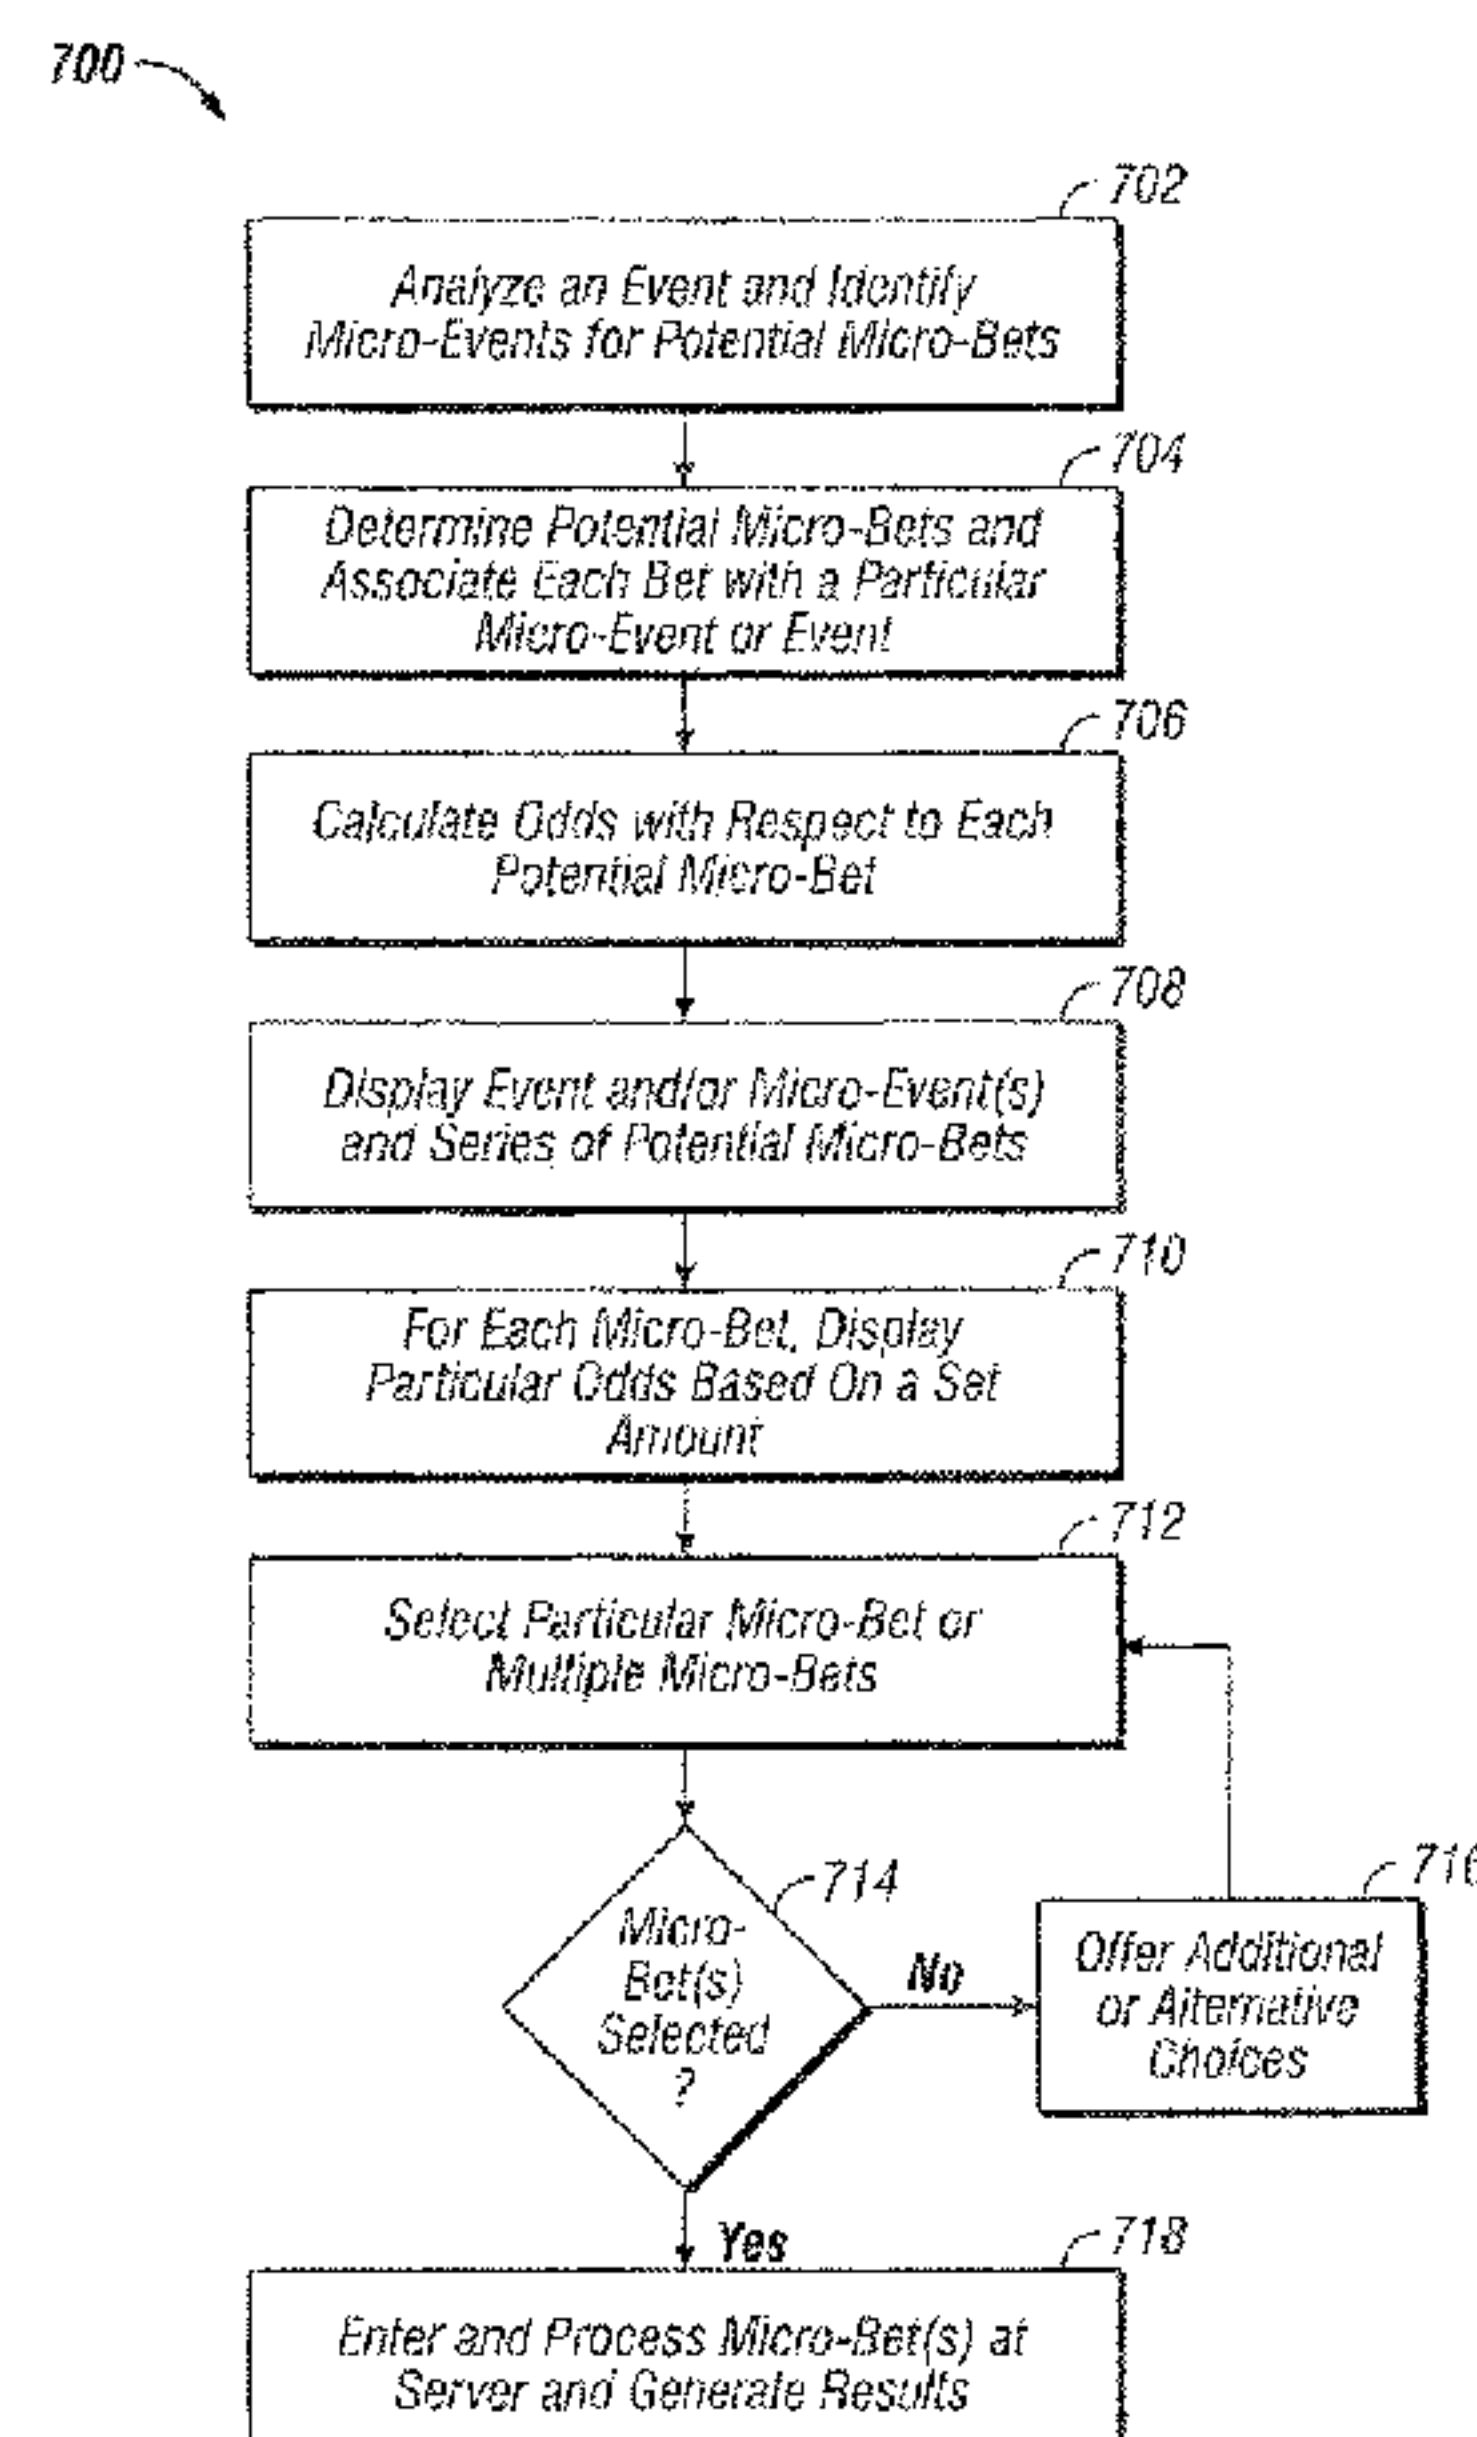 700
702
Analyze an Event and Identify
Micro-Events for Potential Micro-Bets
704
Determine Potential Micro-Bets and
Associate Each Bet with a Particular
Micro-Event or Event
706
Calculate Odds with Respect to Each
Potential Micro-Bet
708
Display Event and/or Micro-Event(s)
and Series of Potential Micro-Bets
710
For Each Micro-Bet, Display
Particular Odds Based On a Set
Amount
712
Select Particular Micro-Bet or
Multiple Micro-Bets
714
Micro-
Bet(s)
Selected
?
No
716
Offer Additional
or Alternative
Choices
Yes
718
Enter and Process Micro-Bet(s) at
Server and Generate Results